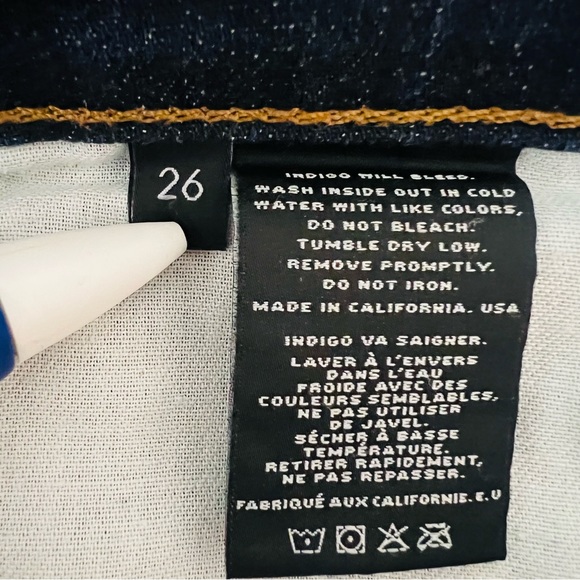 26
INDIGO WILL BLEED.
WASH INSIDE OUT IN COLD
WATER WITH LIKE COLORS,
DO NOT BLEACH.
TUMBLE DRY LOW.
REMOVE PROMPTLY.
DO NOT IRON.
MADE IN CALIFORNIA. USA
INDIGO VA SAIGNER.
LAVER À L'ENVERS
DANS L'EAU
FROIDE AVEC DES
COULEURS SEMBLABLES,
NE PAS UTILISER
DE JAVEL.
SÉCHER À BASSE
TEMPÉRATURE.
RETIRER RAPIDEMENT,
NE PAS REPASSER.
FABRIQUÉ AUX CALIFORNIE. E.U